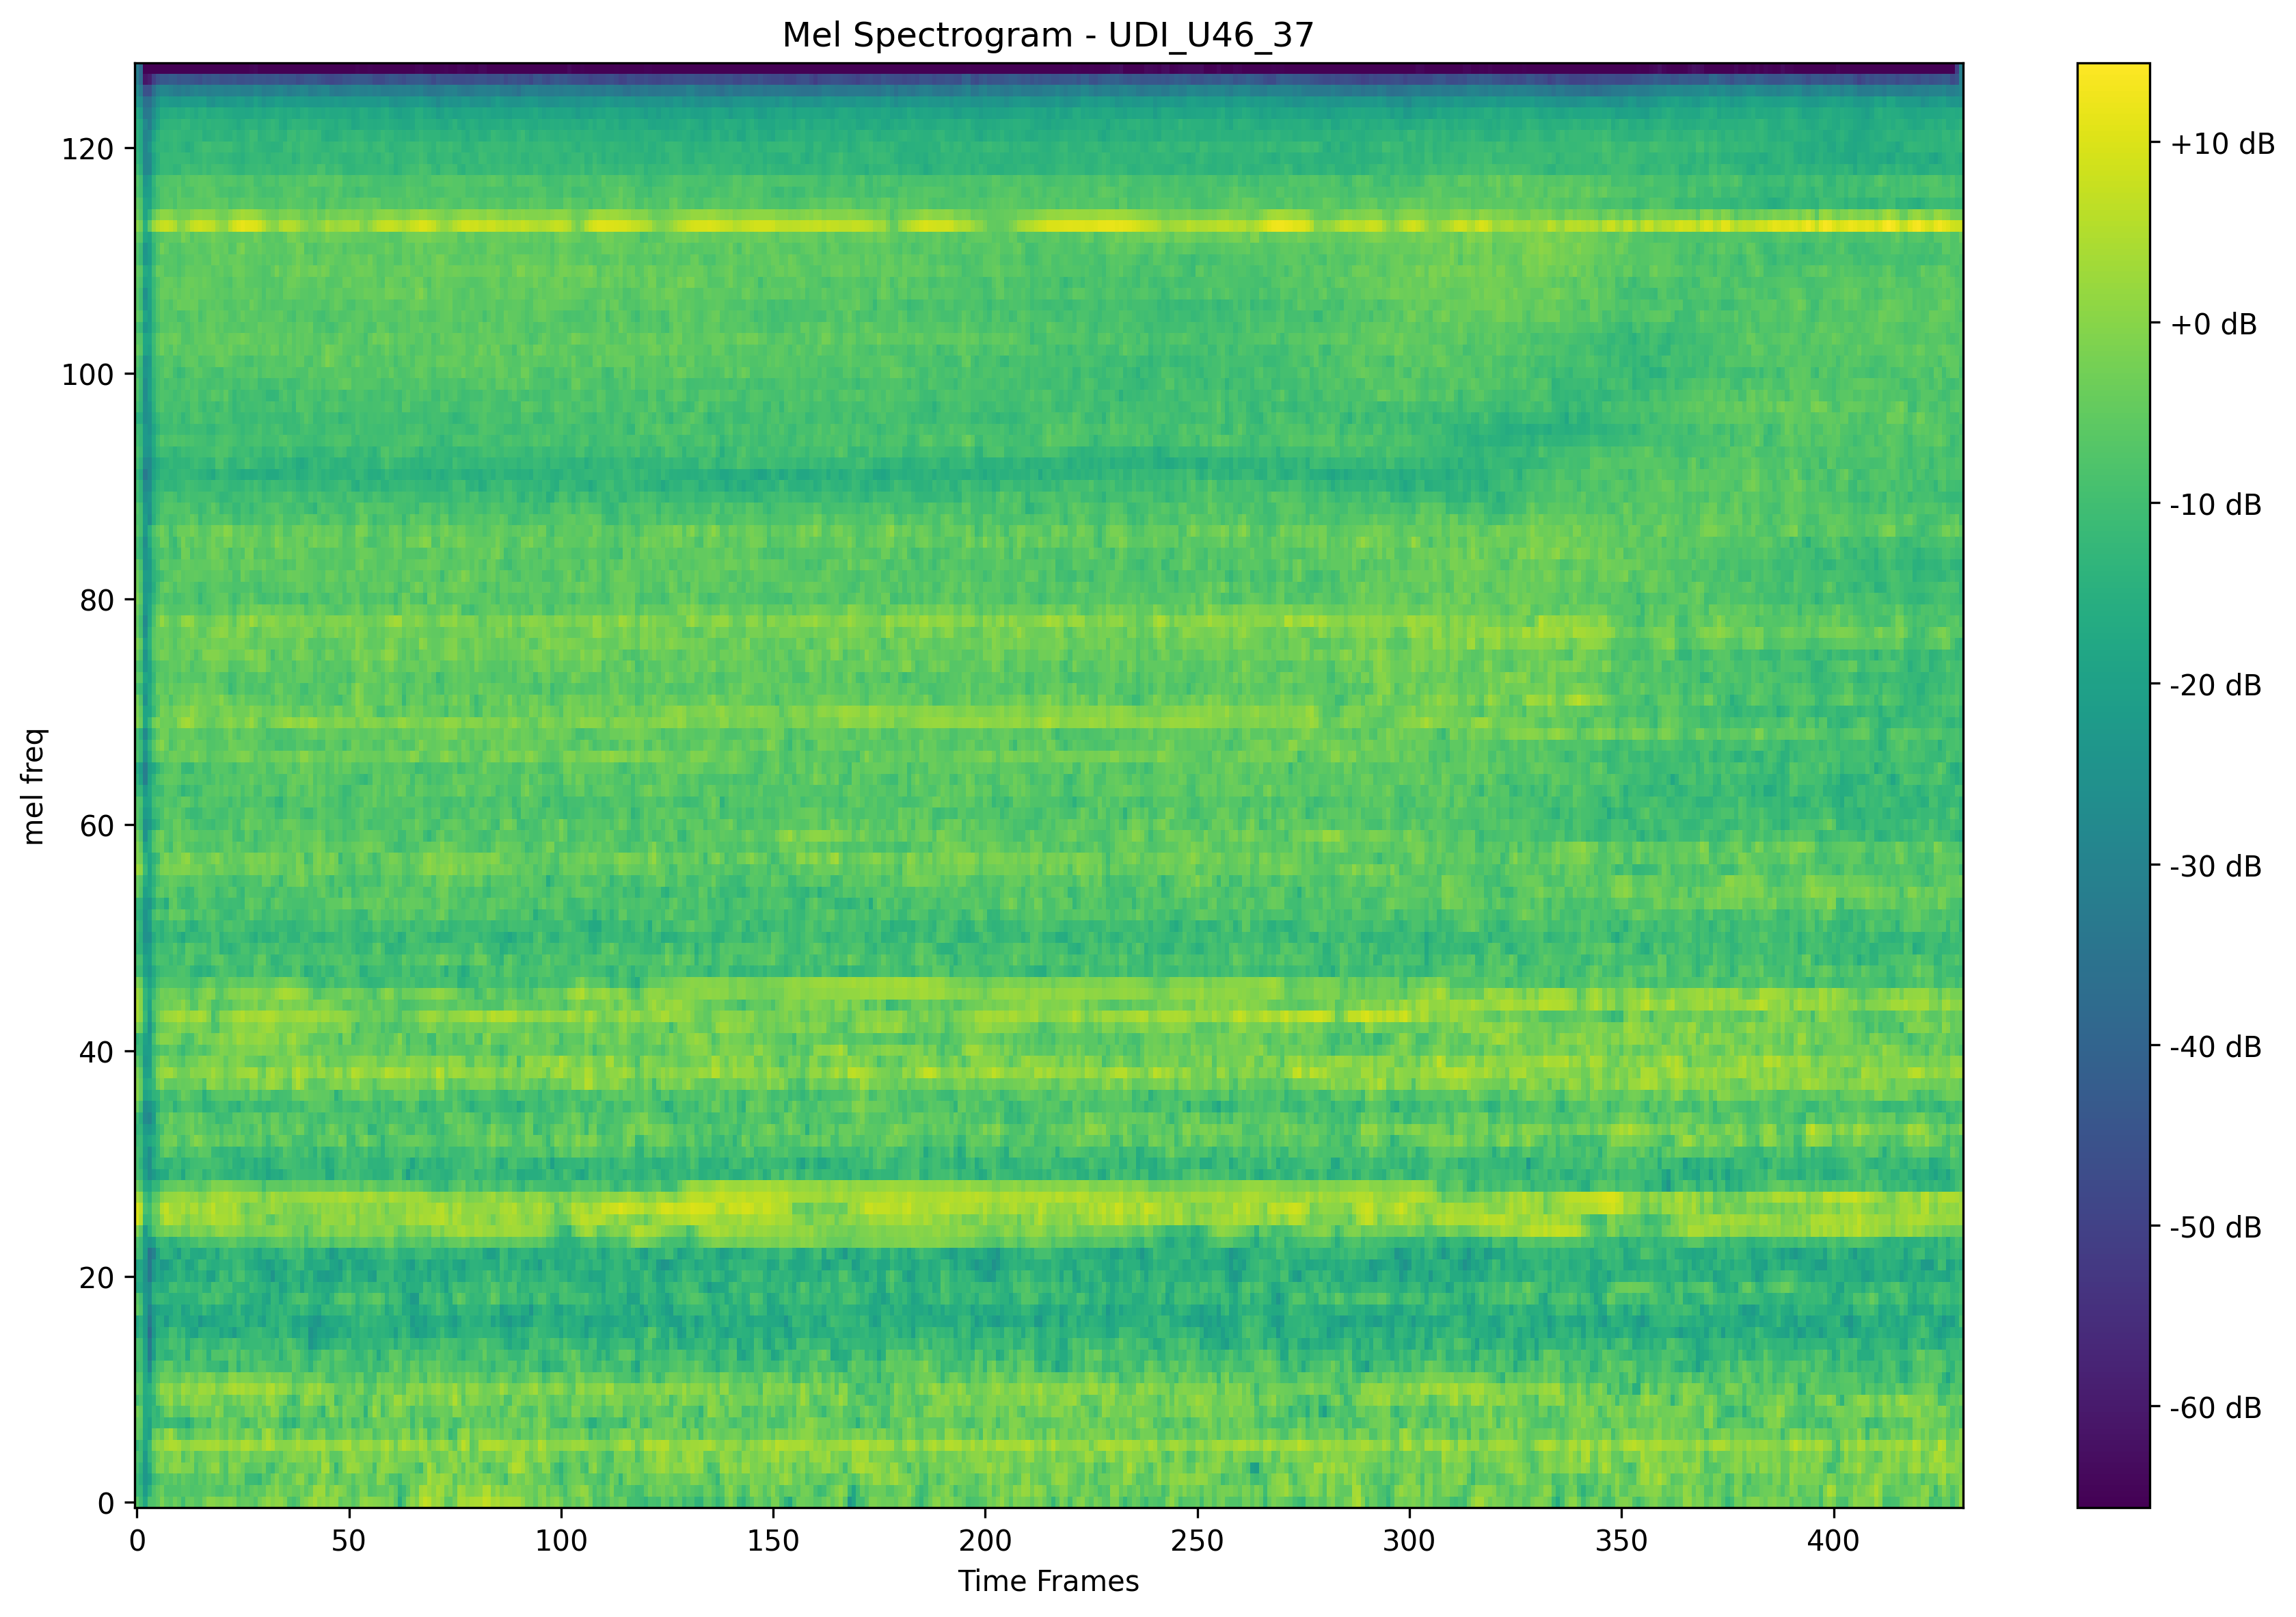 Mel Spectrogram - UDI_U46_37
mel freq
120
100
80
60
40
20
0
0 50 100 150 200 250 300 350 400
Time Frames
+10 dB
+0 dB
-10 dB
-20 dB
-30 dB
-40 dB
-50 dB
-60 dB